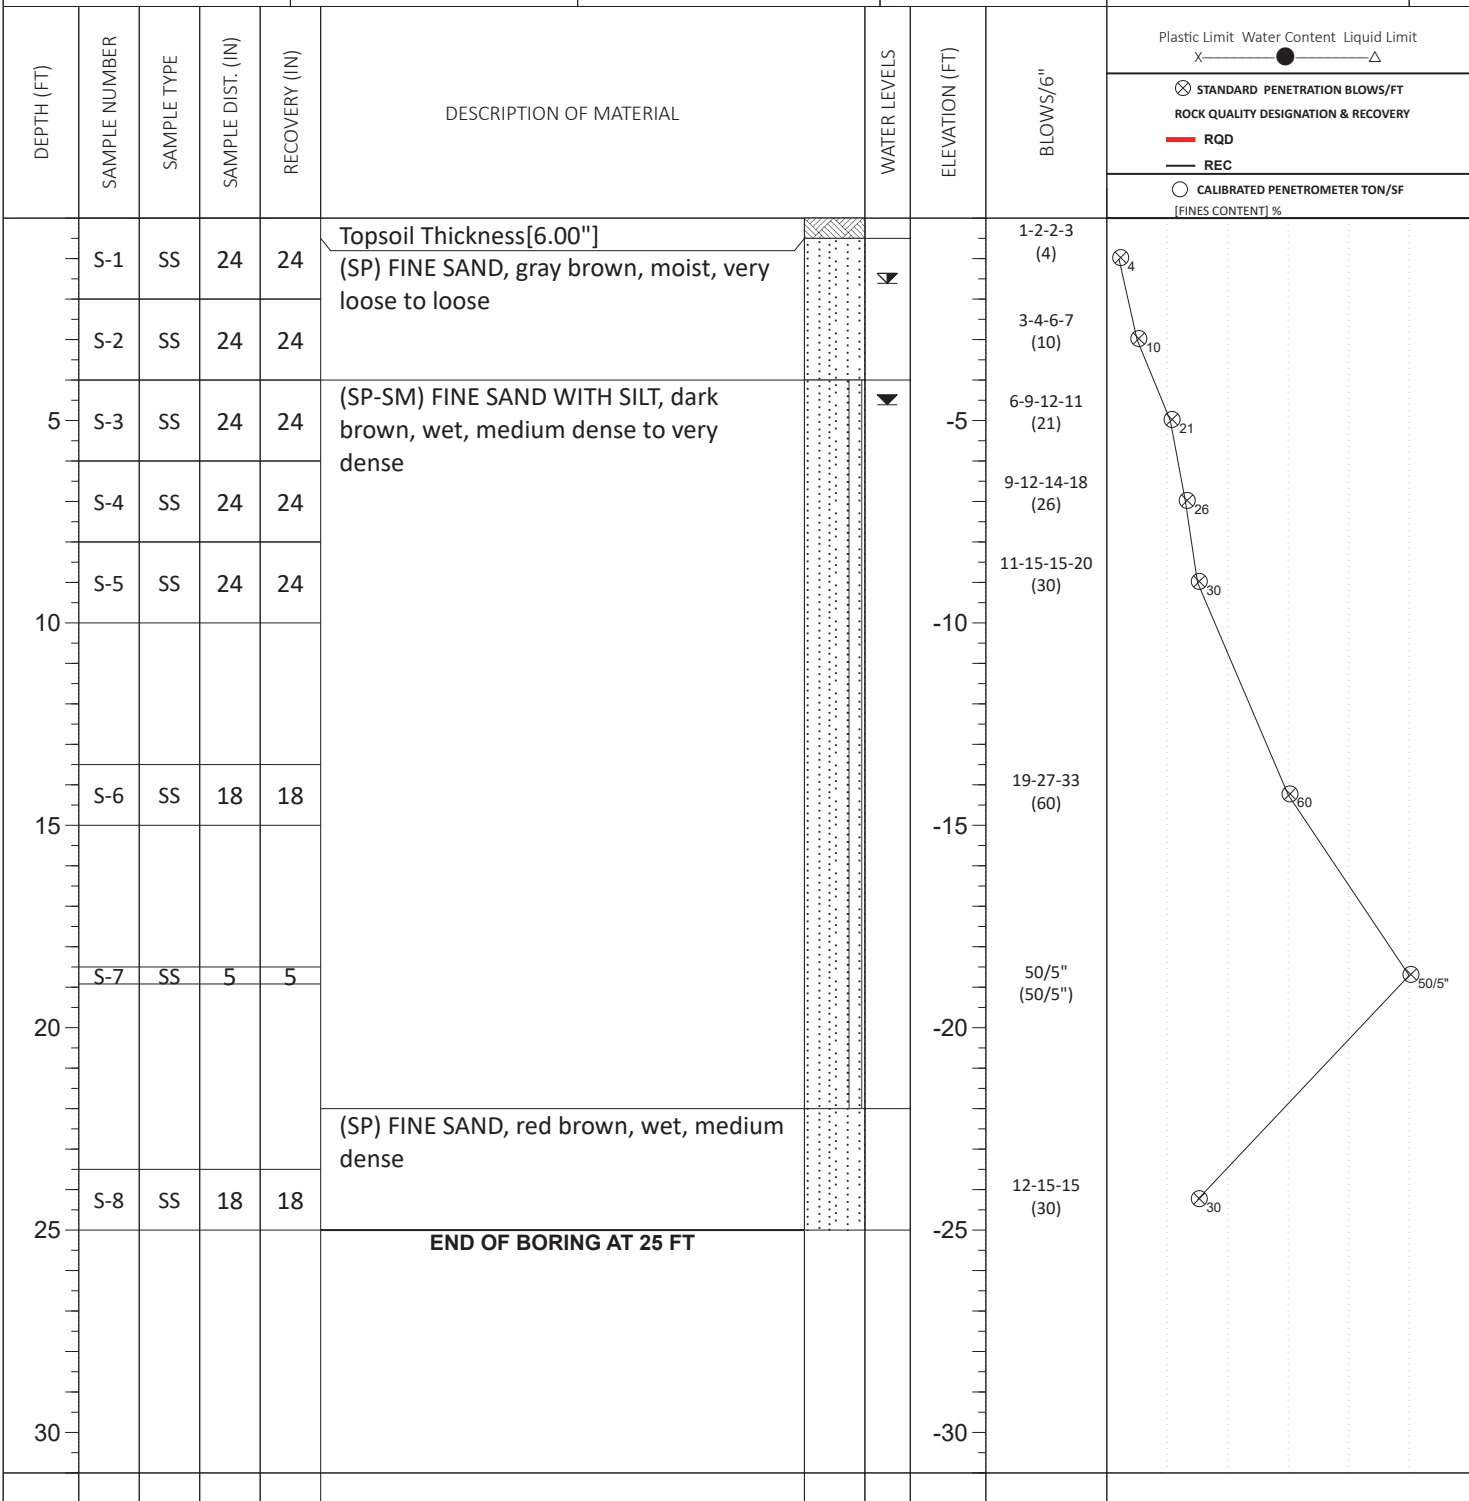 DEPTH (FT)
SAMPLE NUMBER
SAMPLE TYPE
SAMPLE DIST. (IN)
RECOVERY (IN)
DESCRIPTION OF MATERIAL
WATER LEVELS
ELEVATION (FT)
BLOWS/6"
Plastic Limit Water Content Liquid Limit
X
STANDARD PENETRATION BLOWS/FT
ROCK QUALITY DESIGNATION & RECOVERY
RQD
REC
CALIBRATED PENETROMETER TON/SF
[FINES CONTENT] %
Topsoil Thickness[6.00"]
S-1 SS 24 24
(SP) FINE SAND, gray brown, moist, very
loose to loose
1-2-2-3
(4)
4
S-2 SS 24 24
3-4-6-7
(10)
10
(SP-SM) FINE SAND WITH SILT, dark
brown, wet, medium dense to very
dense
5
S-3 SS 24 24
-5
6-9-12-11
(21)
21
S-4 SS 24 24
9-12-14-18
(26)
26
S-5 SS 24 24
11-15-15-20
(30)
30
10
-10
S-6 SS 18 18
19-27-33
(60)
60
15
-15
S-7 SS 5 5
50/5"
(50/5")
50/5"
20
-20
(SP) FINE SAND, red brown, wet, medium
dense
S-8 SS 18 18
12-15-15
(30)
30
25
-25
END OF BORING AT 25 FT
30
-30